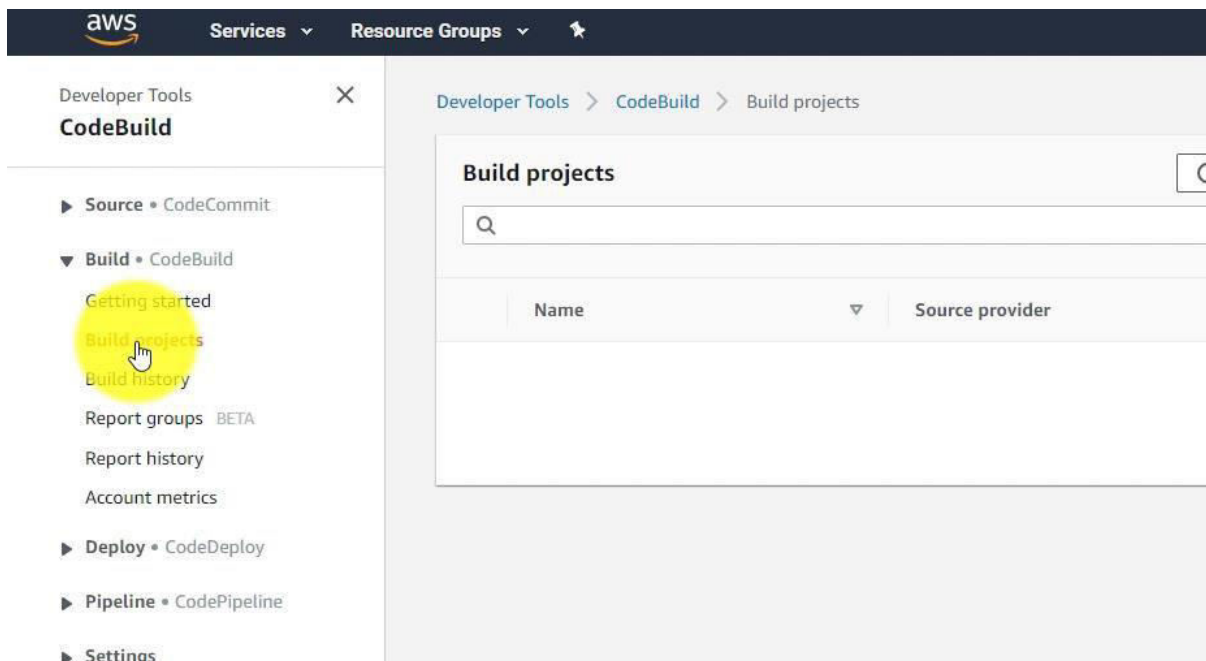 aws Services Resource Groups
Developer Tools
CodeBuild
Source • CodeCommit
Build • CodeBuild
Getting started
Build projects
Build history
Report groups BETA
Report history
Account metrics
Deploy • CodeDeploy
Pipeline • CodePipeline
Settings
Developer Tools > CodeBuild > Build projects
Build projects
Name Source provider